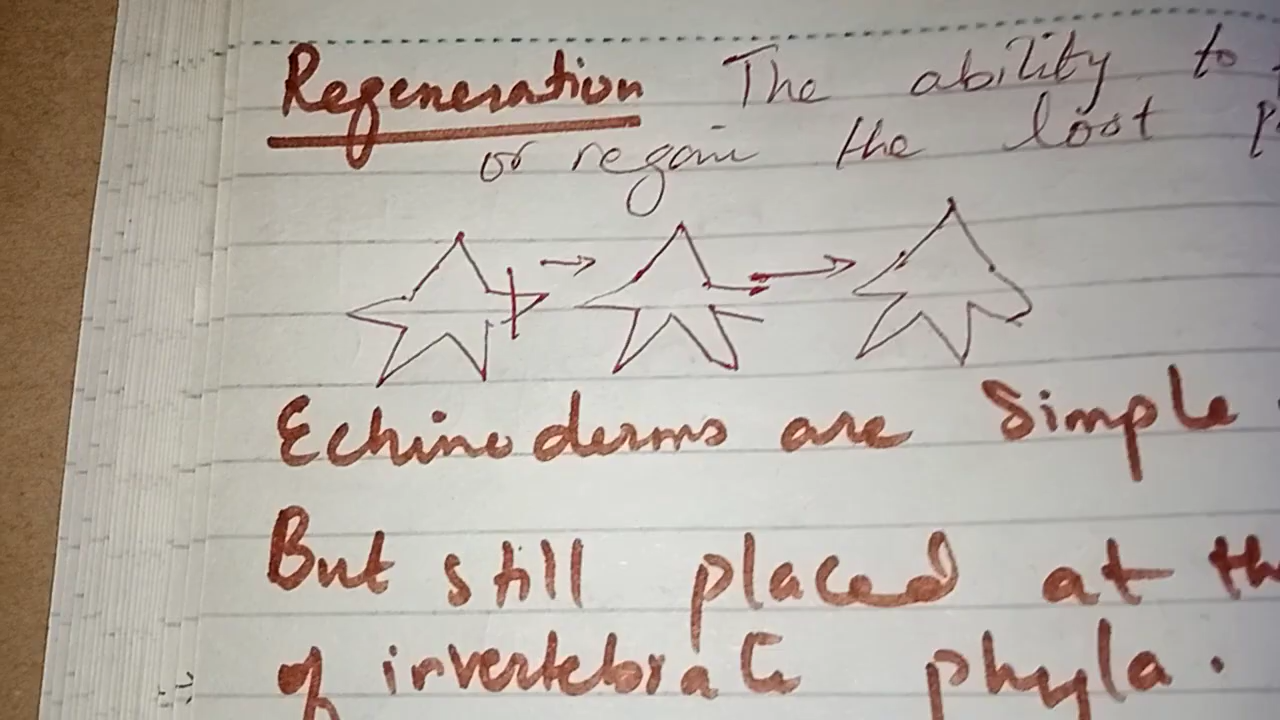 Regeneration The ability to
or regain the lost
Echinoderms are Simple
But still placed at
of invertebrate phyla.